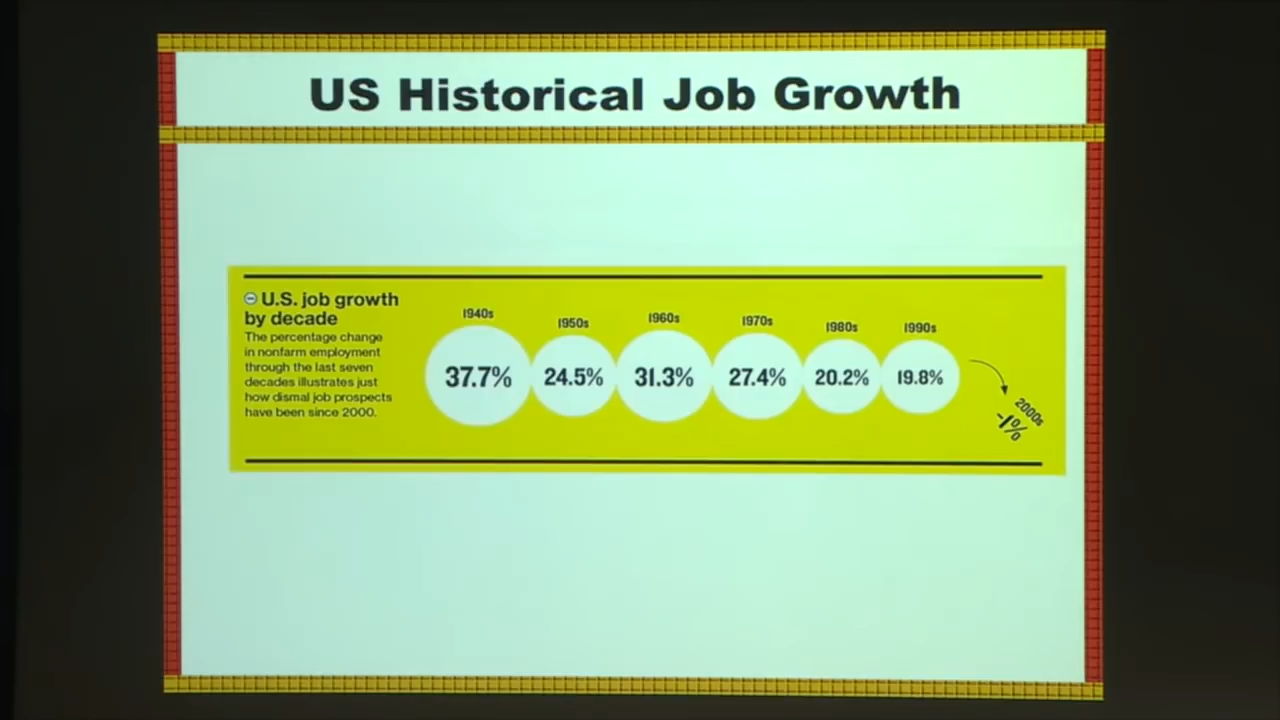 US Historical Job Growth
U.S. job growth
by decade
The percentage change
in nonfarm employment
through the last seven
decades illustrates just
how dismal job prospects
have been since 2000.
1940s
37.7%
1950s
24.5%
1960s
31.3%
1970s
27.4%
1980s
20.2%
1990s
19.8%
2000s
-1%